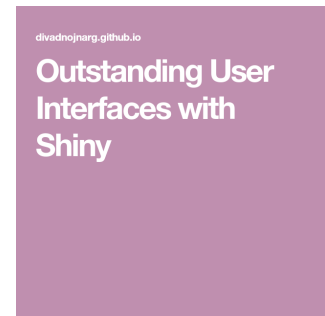 divadnojnarg.github.io
Outstanding User
Interfaces with
Shiny